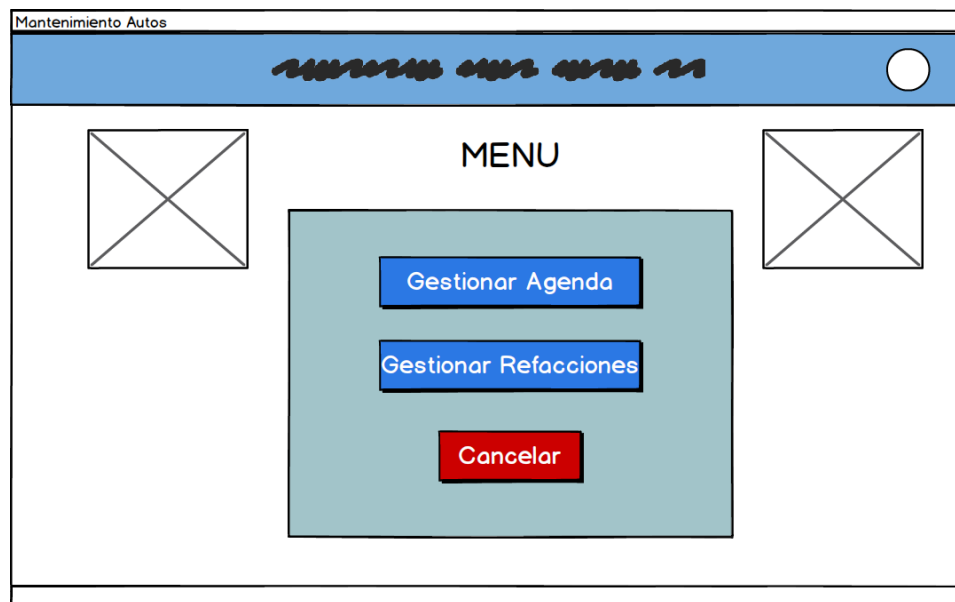 Mantenimiento Autos
MENU
Gestionar Agenda
Gestionar Refacciones
Cancelar